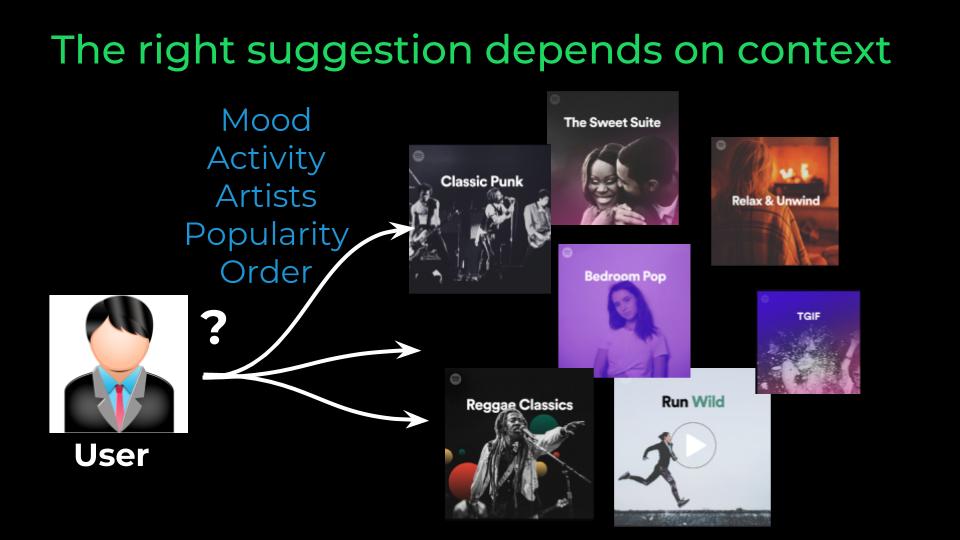 The right suggestion depends on context
Mood
Activity
Artists
Popularity
Order
?
User
The Sweet Suite
Classic Punk
Relax & Unwind
Bedroom Pop
TGIF
Reggae Classics
Run Wild